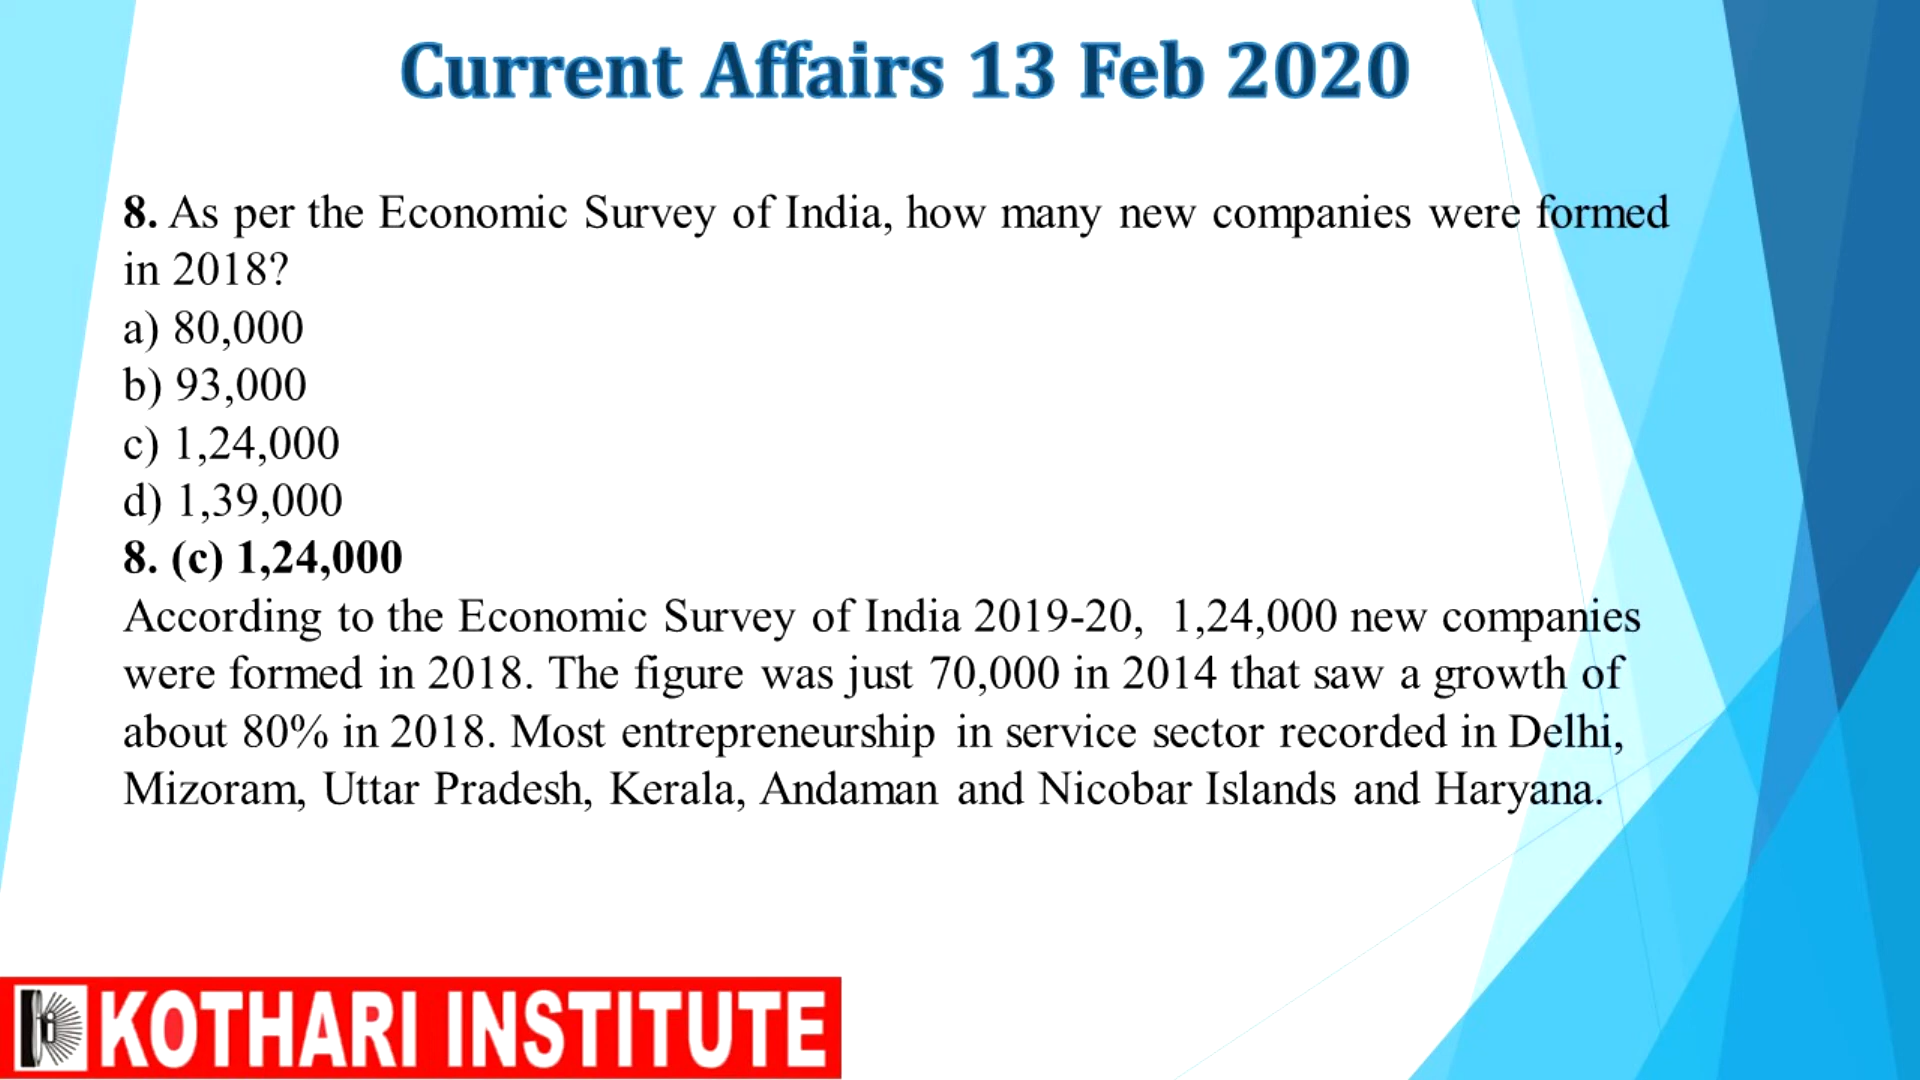 Current Affairs 13 Feb 2020
8. As per the Economic Survey of India, how many new companies were formed
in 2018?
a) 80,000
b) 93,000
c) 1,24,000
d) 1,39,000
8. (c) 1,24,000
According to the Economic Survey of India 2019-20, 1,24,000 new companies
were formed in 2018. The figure was just 70,000 in 2014 that saw a growth of
about 80% in 2018. Most entrepreneurship in service sector recorded in Delhi,
Mizoram, Uttar Pradesh, Kerala, Andaman and Nicobar Islands and Haryana.
KOTHARI INSTITUTE